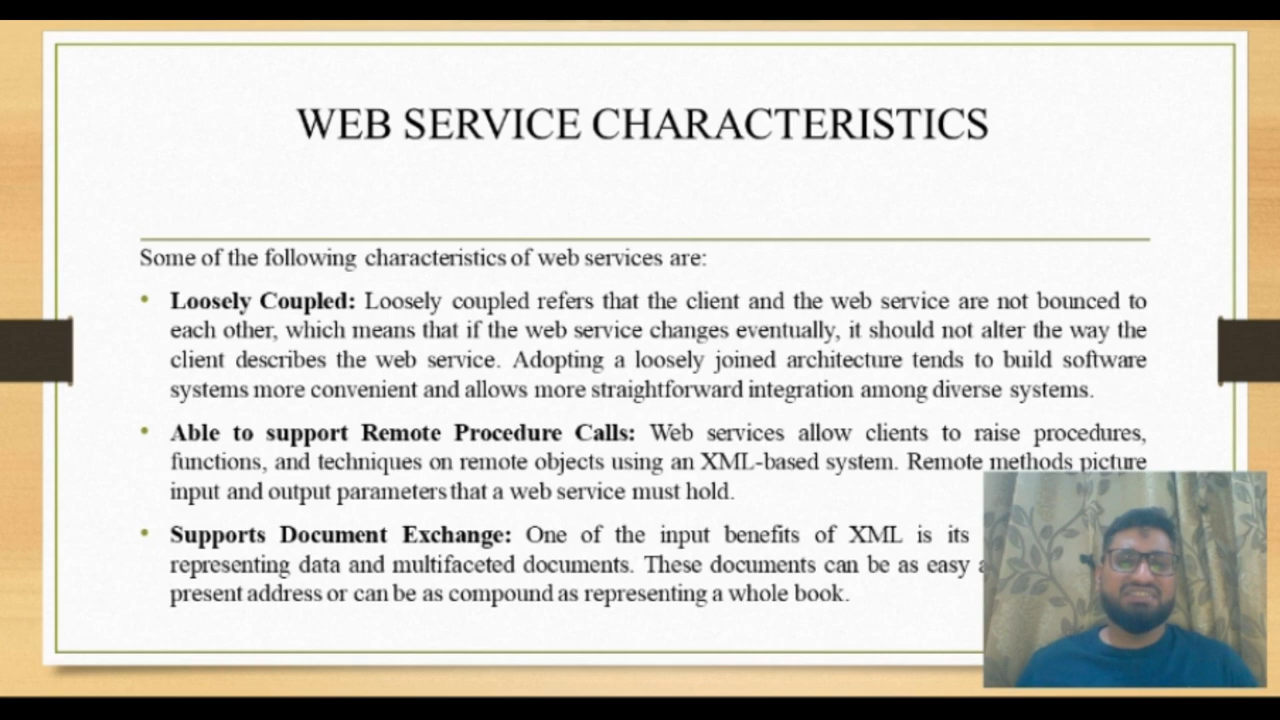 WEB SERVICE CHARACTERISTICS
Some of the following characteristics of web services are:
• Loosely Coupled: Loosely coupled refers that the client and the web service are not bounced to
each other, which means that if the web service changes eventually, it should not alter the way the
client describes the web service. Adopting a loosely joined architecture tends to build software
systems more convenient and allows more straightforward integration among diverse systems.
• Able to support Remote Procedure Calls: Web services allow clients to raise procedures,
functions, and techniques on remote objects using an XML-based system. Remote methods picture
input and output parameters that a web service must hold.
• Supports Document Exchange: One of the input benefits of XML is its
representing data and multifaceted documents. These documents can be as easy
present address or can be as compound as representing a whole book.